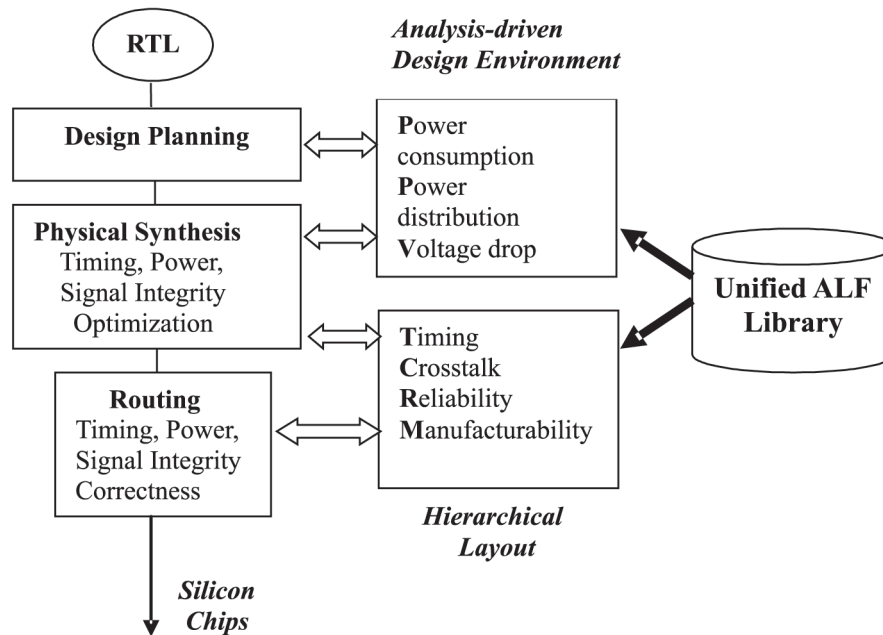 RTL
Analysis-driven
Design Environment
Design Planning
Power
consumption
Power
distribution
Voltage drop
Physical Synthesis
Timing, Power,
Signal Integrity
Optimization
Unified ALF
Library
Timing
Crosstalk
Reliability
Manufacturability
Routing
Timing, Power,
Signal Integrity
Correctness
Hierarchical
Layout
Silicon
Chips